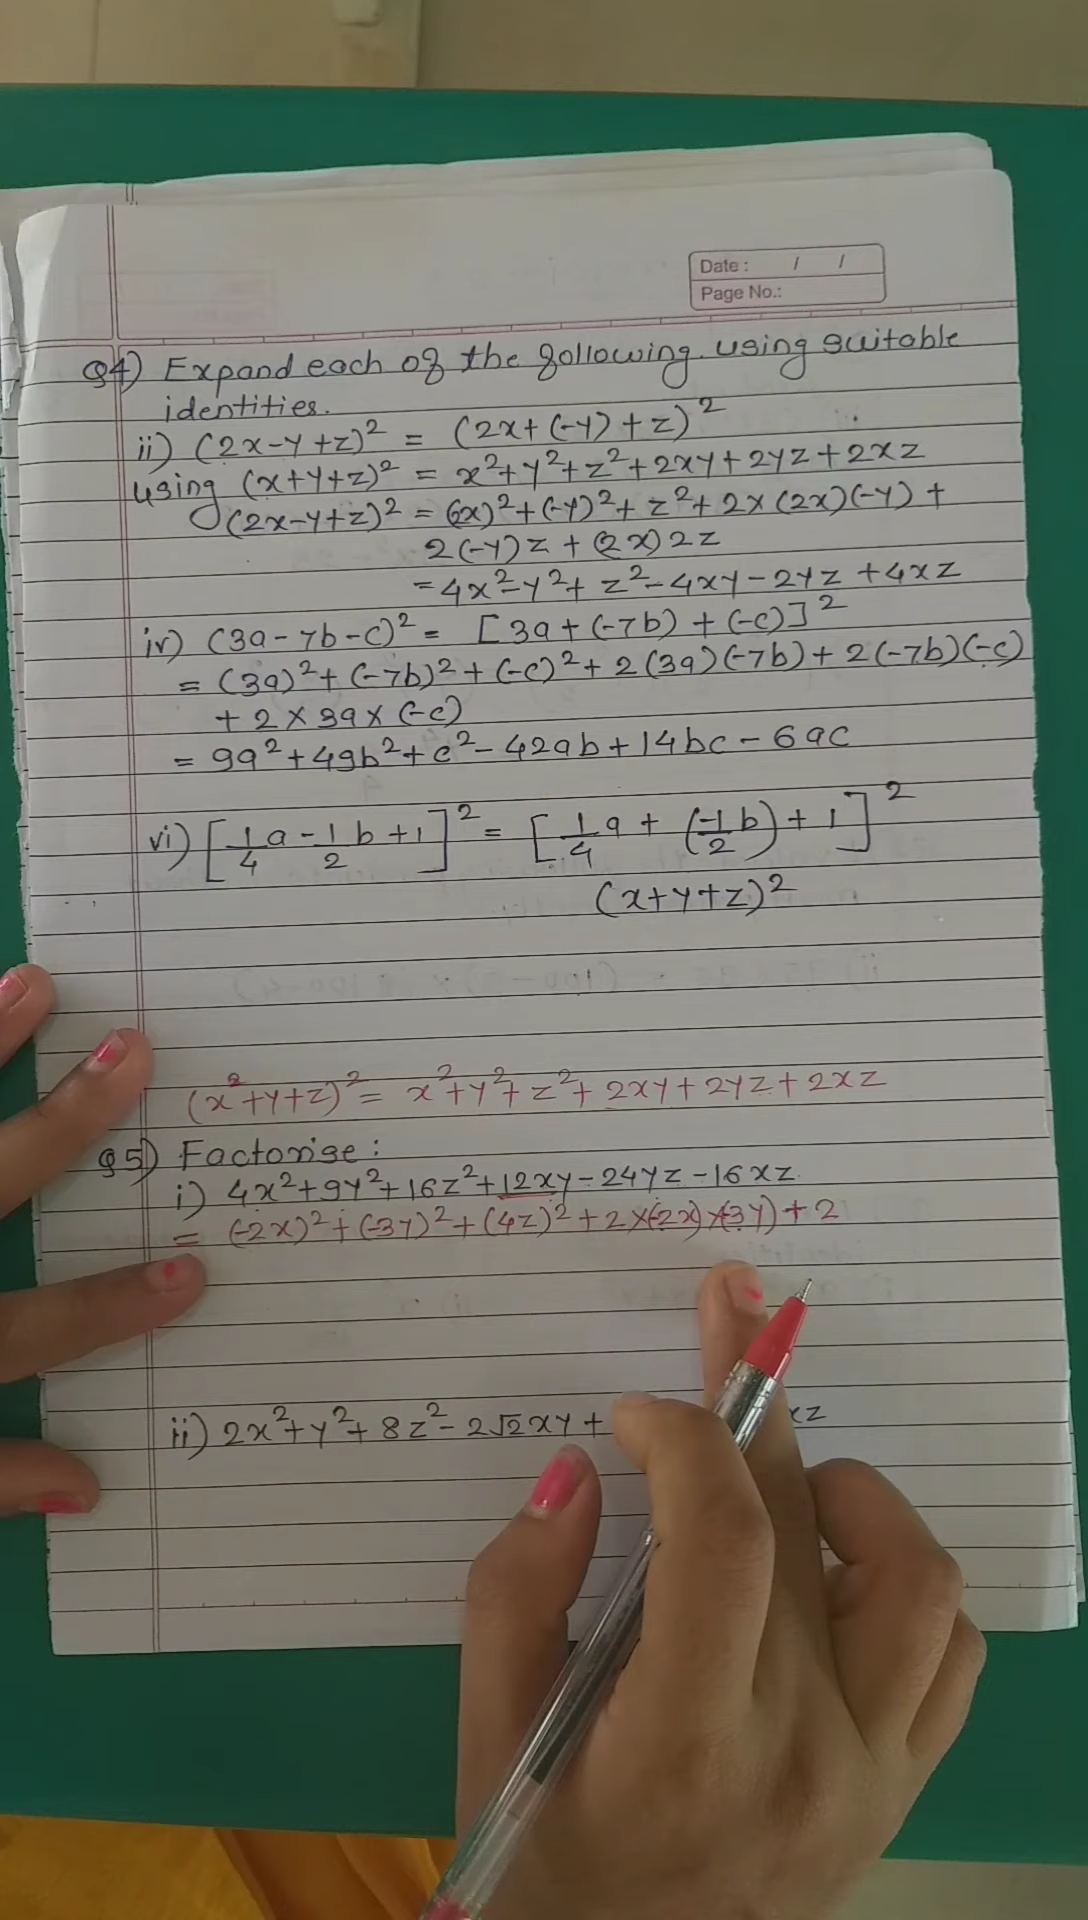 Date : / /
Page No.:
Q4) Expand each of the following using suitable
identities.
ii) (2x-y+z)² = (2x+(-y)+z)²
using (x+y+z)² = x²+y²+z²+2xy+2yz+2xz
(2x-y+z)² = (2x)²+(-y)²+z²+2×(2x)(-y)+
2(-y)z+(2x)2z
=4x²-y²+z²-4xy-2yz+4xz
iv) (3a-7b-c)² = [3a+(-7b)+(-c)]²
= (3a)²+(-7b)²+(-c)²+2(3a)(-7b)+2(-7b)(-c)
+2×3a×(-c)
= 9a²+49b²+c²-42ab+14bc-6ac
vi) [1/4 a - 1/2 b + 1]² = [1/4 a + (-1/2 b) + 1]²
(x+y+z)²
(x²+y+z)² = x²+y²+z²+2xy+2yz+2xz
Q5) Factorise:
i) 4x²+9y²+16z²+12xy-24yz-16xz
= (-2x)²+(-3y)²+(4z)²+2×(-2x)×(-3y)+2
ii) 2x²+y²+8z²-2√2xy+ xz